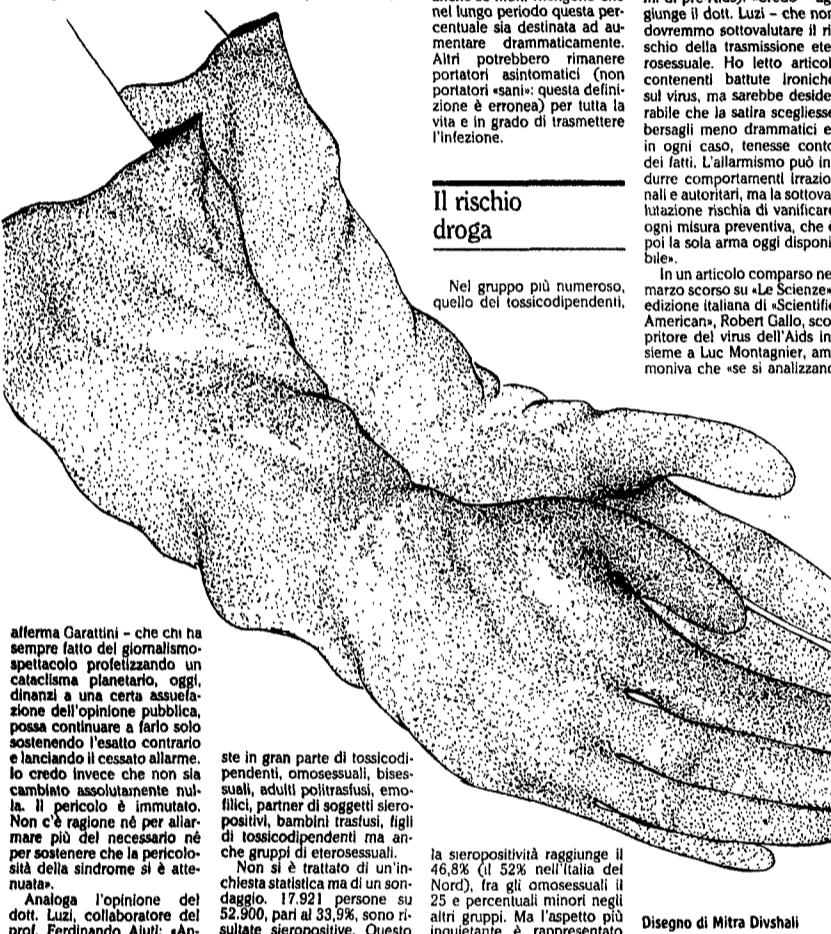 afferma Garattini – che chi ha
sempre fatto del giornalismo-
spettacolo profetizzando un
cataclisma planetario, oggi,
dinanzi a una certa assuefa-
zione dell'opinione pubblica,
possa continuare a farlo solo
sostenendo l'esatto contrario
e lanciando il cessato allarme.
Io credo invece che non sia
cambiato assolutamente nul-
la. Il pericolo è immutato.
Non c'è ragione né per allar-
mare più del necessario né
per sostenere che la pericolo-
sità della sindrome si è atte-
nuata».
Analoga l'opinione del
dott. Luzi, collaboratore del
prof. Ferdinando Aiuti: «An-
ste in gran parte di tossicodi-
pendenti, omosessuali, bises-
suali, adulti politrasfusi, emo-
filici, partner di soggetti siero-
positivi, bambini trasfusi, figli
di tossicodipendenti ma an-
che gruppi di eterosessuali.
Non si è trattato di un'in-
chiesta statistica ma di un son-
daggio. 17.921 persone su
52.900, pari al 33,9%, sono ri-
sultate sieropositive. Questo
nel lungo periodo questa per-
centuale sia destinata ad au-
mentare drammaticamente.
Altri potrebbero rimanere
portatori asintomatici (non
portatori «sani»: questa defini-
zione è erronea) per tutta la
vita e in grado di trasmettere
l'infezione.
Il rischio
droga
Nel gruppo più numeroso,
quello dei tossicodipendenti,
la sieropositività raggiunge il
46,8% (il 52% nell'Italia del
Nord), fra gli omosessuali il
25 e percentuali minori negli
altri gruppi. Ma l'aspetto più
inquietante è rappresentato
giunge il dott. Luzi – che non
dovremmo sottovalutare il ri
schio della trasmissione ete
rosessuale. Ho letto articol
contenenti battute ironiche
sul virus, ma sarebbe deside
rabile che la satira scegliesse
bersagli meno drammatici e
in ogni caso, tenesse conto
dei fatti. L'allarmismo può in
durre comportamenti irrazio
nali e autoritari, ma la sottova
lutazione rischia di vanificare
ogni misura preventiva, che è
poi la sola arma oggi disponi
bile».
In un articolo comparso ne
marzo scorso su «Le Scienze»
edizione italiana di «Scientific
American», Robert Gallo, sco
pritore del virus dell'Aids in
sieme a Luc Montagnier, am
moniva che «se si analizzano
Disegno di Mitra Divshali